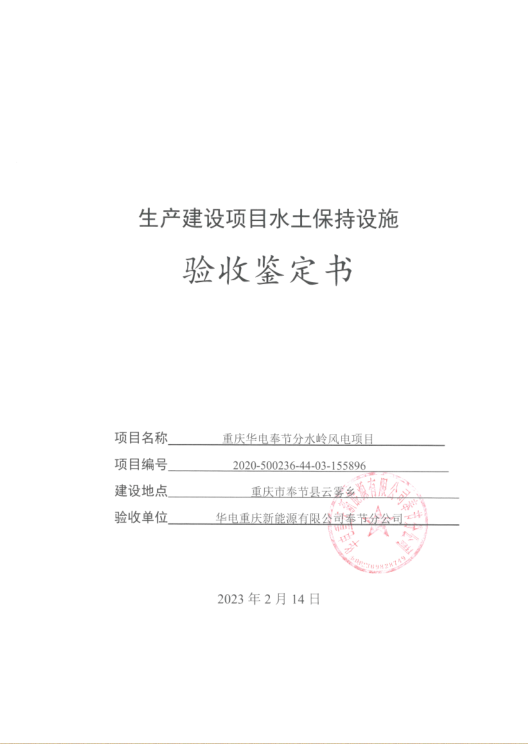 生产建设项目水土保持设施
验收鉴定书
项目名称 重庆华电奉节分水岭风电项目
项目编号 2020-500236-44-03-155896
建设地点 重庆市奉节县云雾乡
验收单位 华电重庆新能源有限公司奉节分公司
2023 年 2 月 14 日